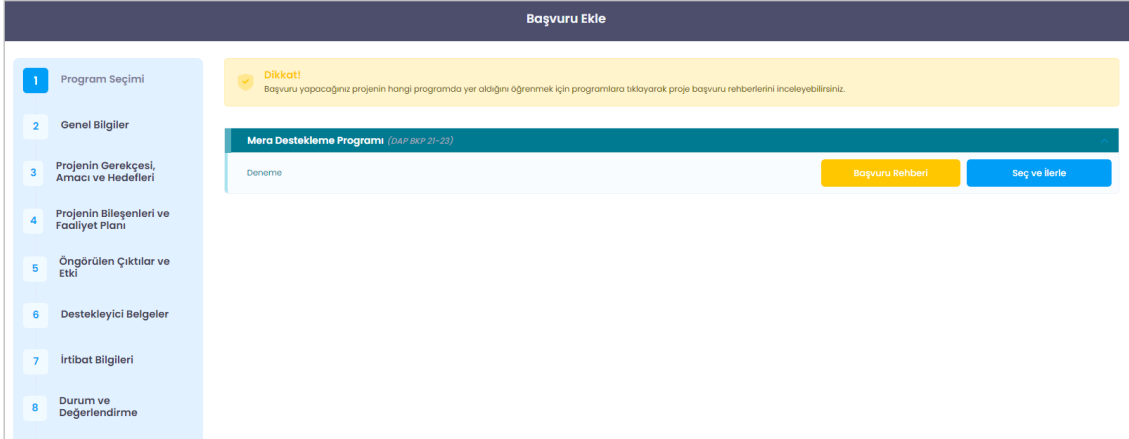 Başvuru Ekle
1 Program Seçimi
2 Genel Bilgiler
3 Projenin Gerekçesi,
Amacı ve Hedefleri
4 Projenin Bileşenleri ve
Faaliyet Planı
5 Öngörülen Çıktılar ve
Etki
6 Destekleyici Belgeler
7 İrtibat Bilgileri
8 Durum ve
Değerlendirme
Dikkat!
Başvuru yapacağınız projenin hangi programda yer aldığını öğrenmek için programlara tıklayarak proje başvuru rehberlerini inceleyebilirsiniz.
Mera Destekleme Programı (DAP BKP 21-23)
Deneme
Başvuru Rehberi
Seç ve İlerle